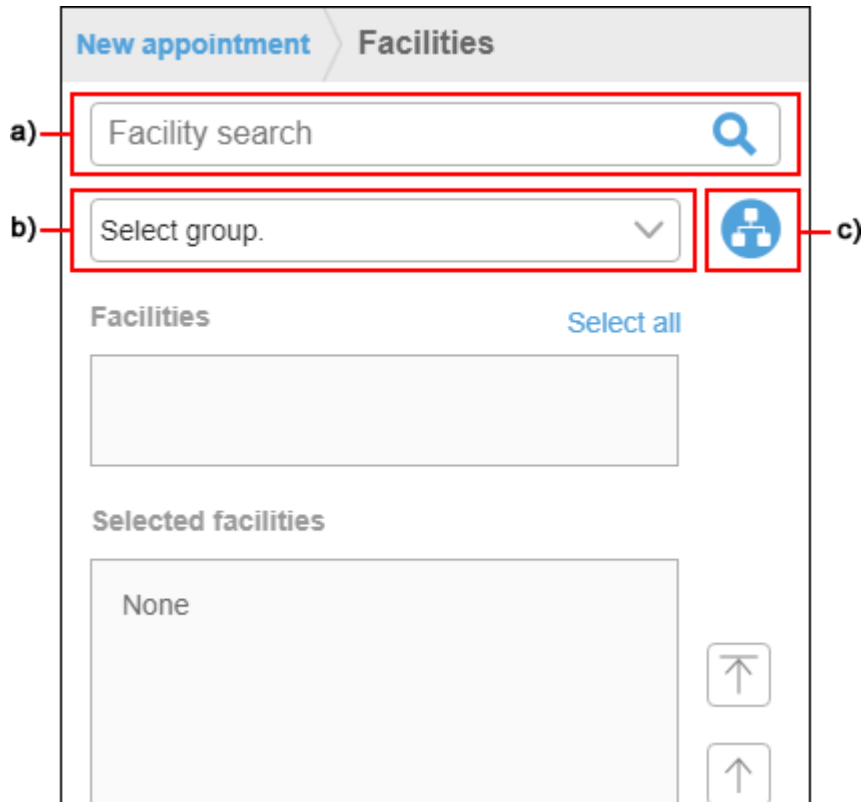 New appointment Facilities
a) Facility search
b) Select group. c)
Facilities Select all
Selected facilities
None